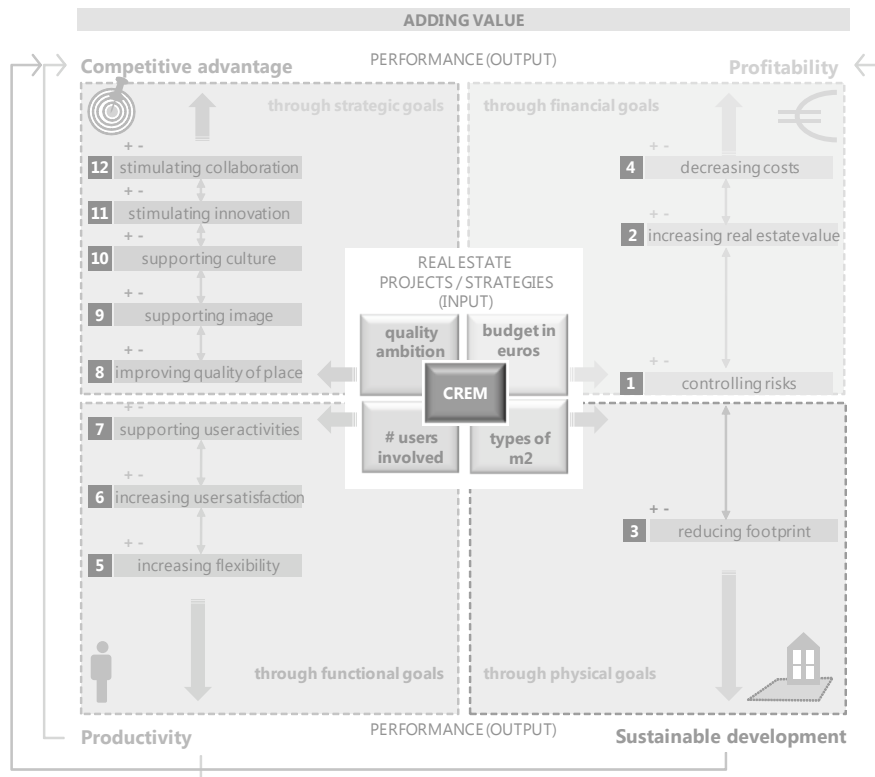 ADDING VALUE
PERFORMANCE (OUTPUT)
Competitive advantage
Profitability
through strategic goals
through financial goals
+ -
12 stimulating collaboration
+ -
11 stimulating innovation
+ -
10 supporting culture
+ -
9 supporting image
+ -
8 improving quality of place
+ -
4 decreasing costs
+ -
2 increasing real estate value
+ -
1 controlling risks
REAL ESTATE
PROJECTS / STRATEGIES
(INPUT)
quality
ambition
budget in
euros
CREM
# users
involved
types of
m2
+ -
7 supporting user activities
+ -
6 increasing user satisfaction
+ -
5 increasing flexibility
+ -
3 reducing footprint
through functional goals
through physical goals
PERFORMANCE (OUTPUT)
Productivity
Sustainable development